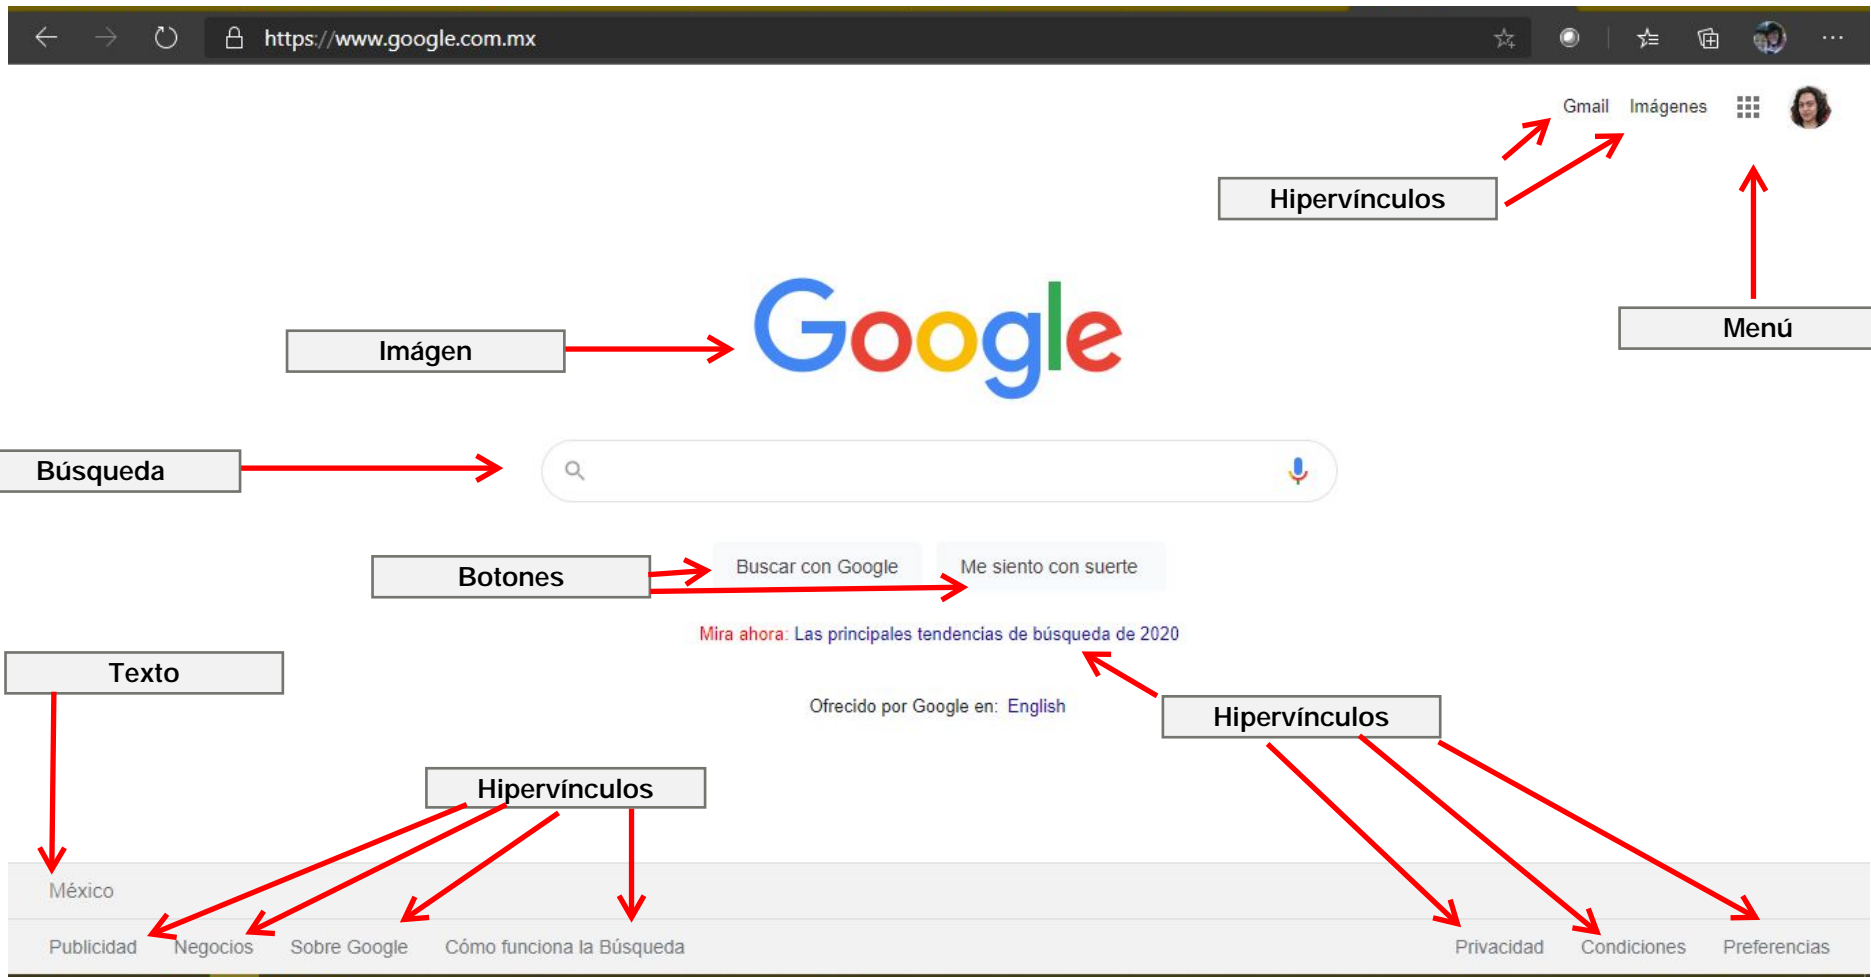 https://www.google.com.mx
Gmail Imágenes
Hipervínculos
Menú
Google
Imágen
Búsqueda
Botones
Buscar con Google Me siento con suerte
Mira ahora: Las principales tendencias de búsqueda de 2020
Texto
Ofrecido por Google en: English
Hipervínculos
Hipervínculos
México
Publicidad Negocios Sobre Google Cómo funciona la Búsqueda Privacidad Condiciones Preferencias